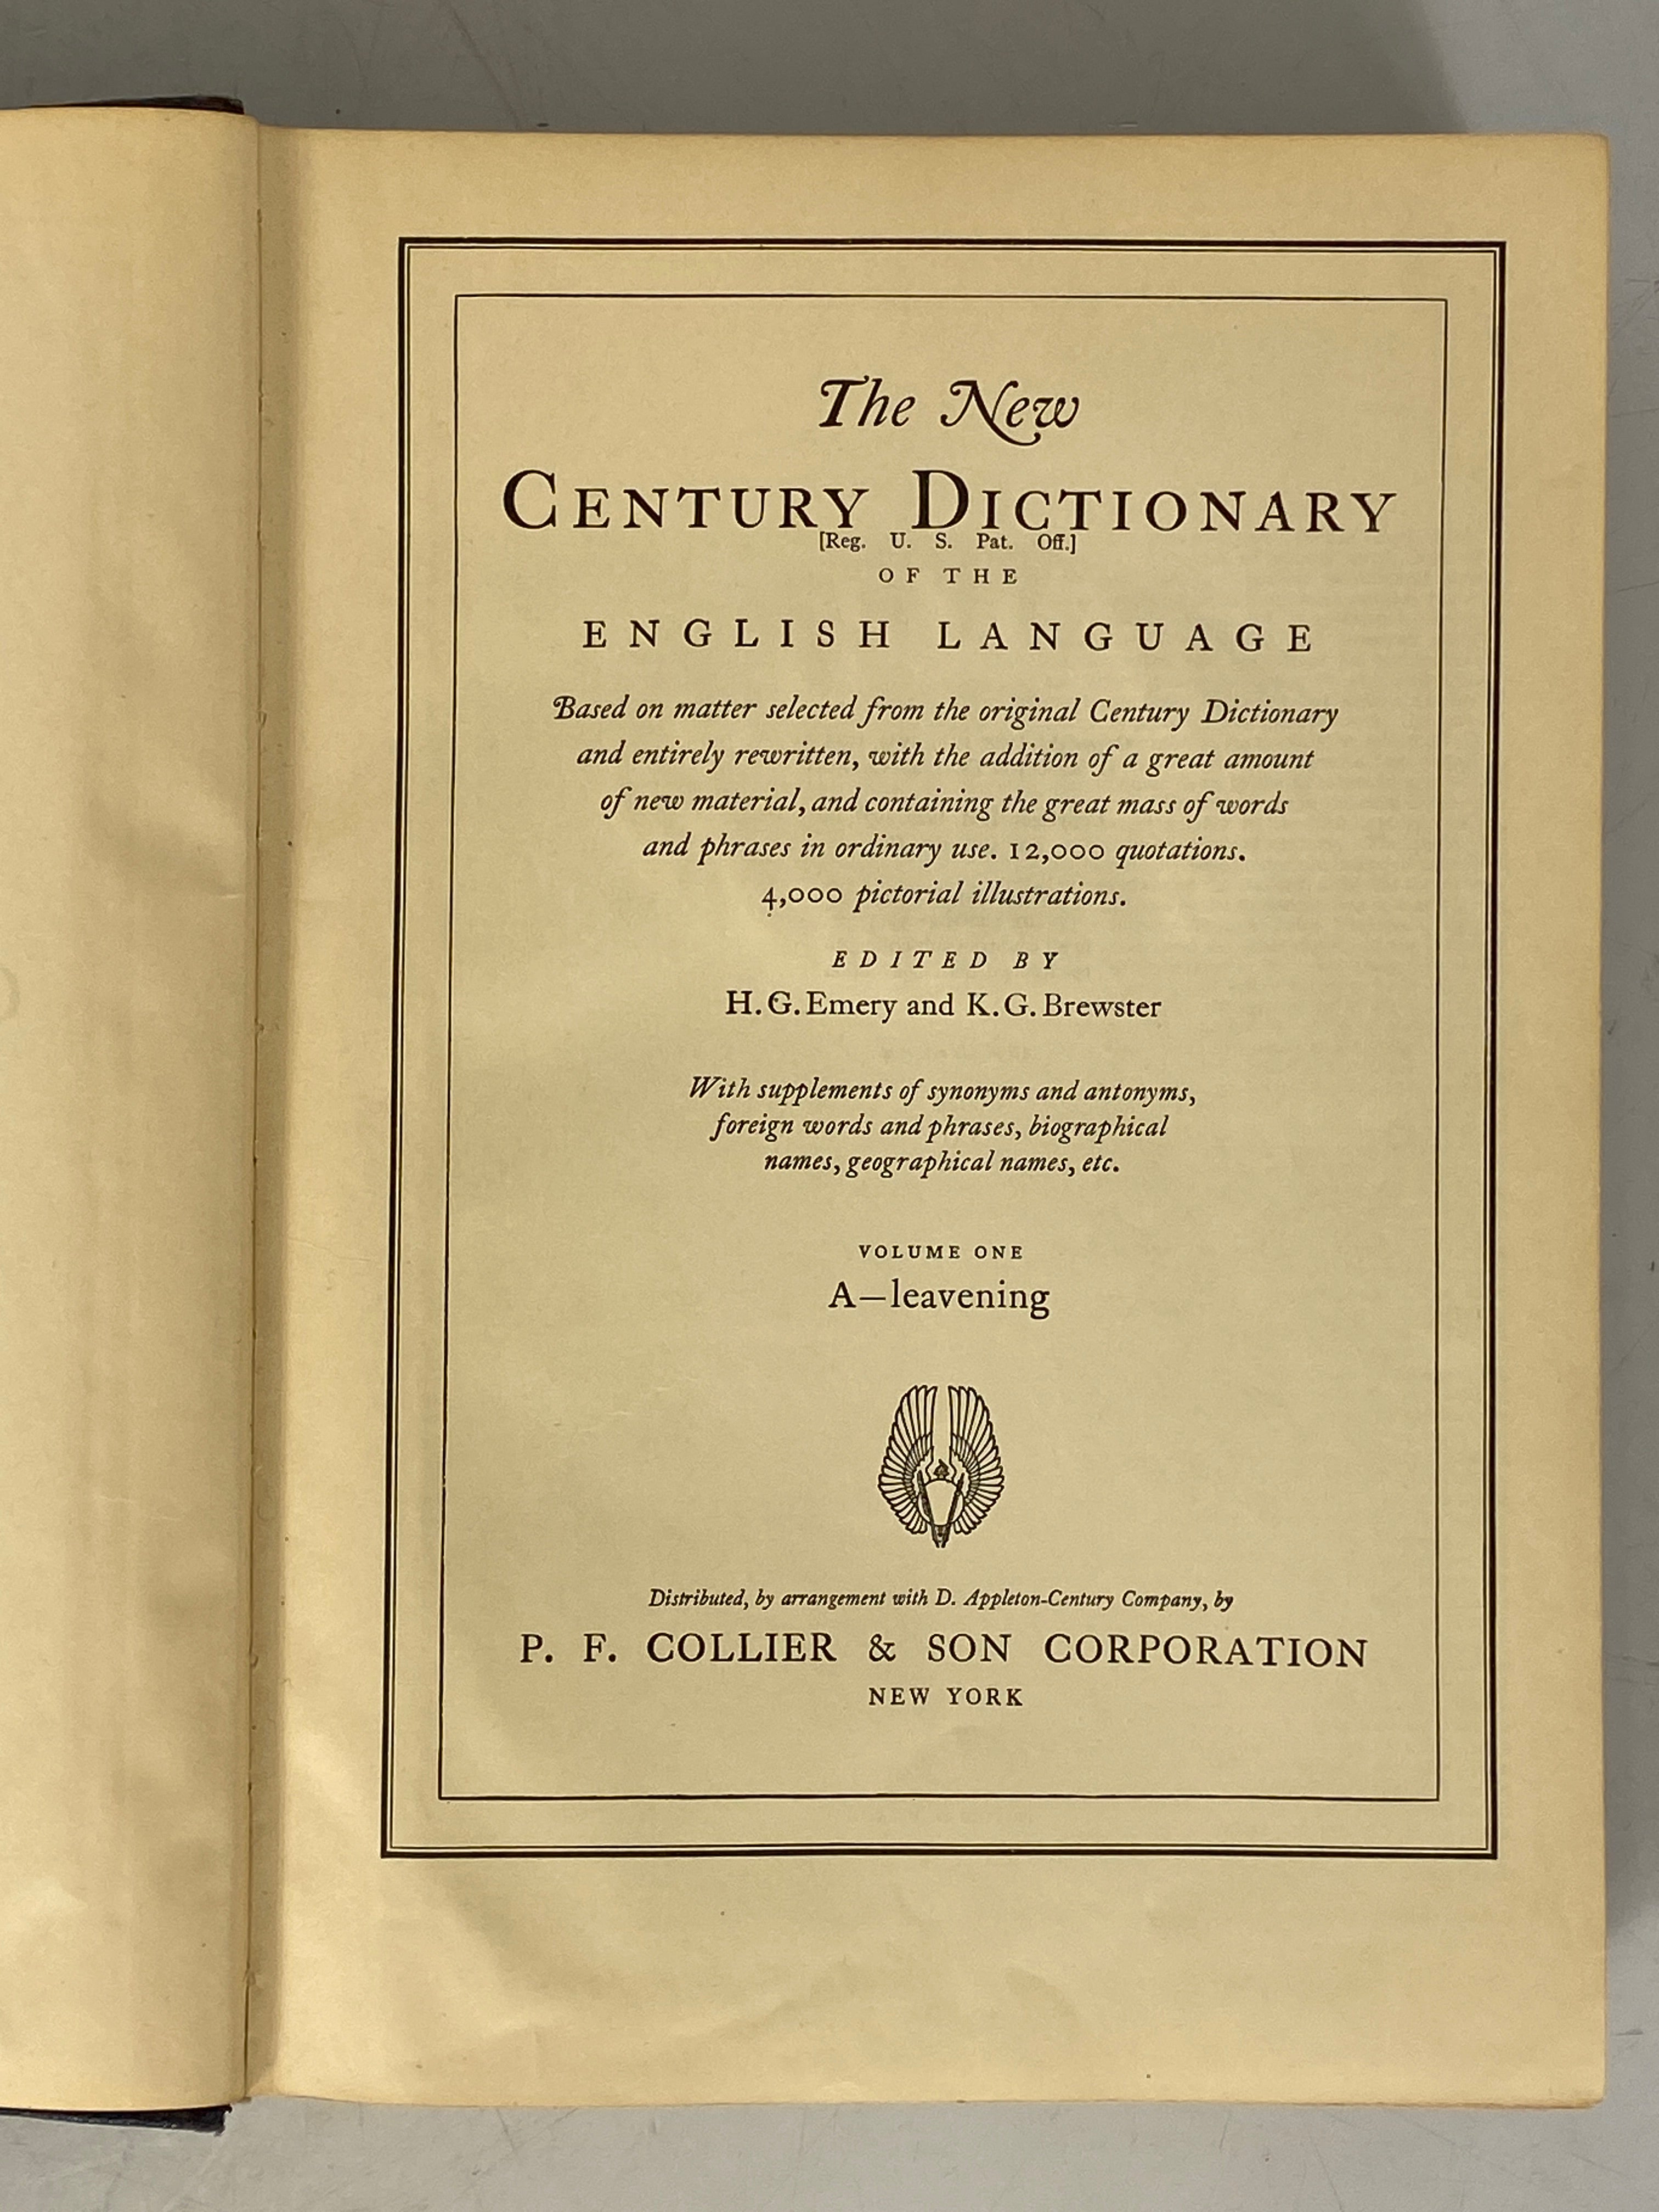 The New
CENTURY DICTIONARY
[Reg. U. S. Pat. Off.]
OF THE
ENGLISH LANGUAGE
Based on matter selected from the original Century Dictionary
and entirely rewritten, with the addition of a great amount
of new material, and containing the great mass of words
and phrases in ordinary use. 12,000 quotations.
4,000 pictorial illustrations.
EDITED BY
H. G. Emery and K. G. Brewster
With supplements of synonyms and antonyms,
foreign words and phrases, biographical
names, geographical names, etc.
VOLUME ONE
A—leavening
Distributed, by arrangement with D. Appleton-Century Company, by
P. F. COLLIER & SON CORPORATION
NEW YORK